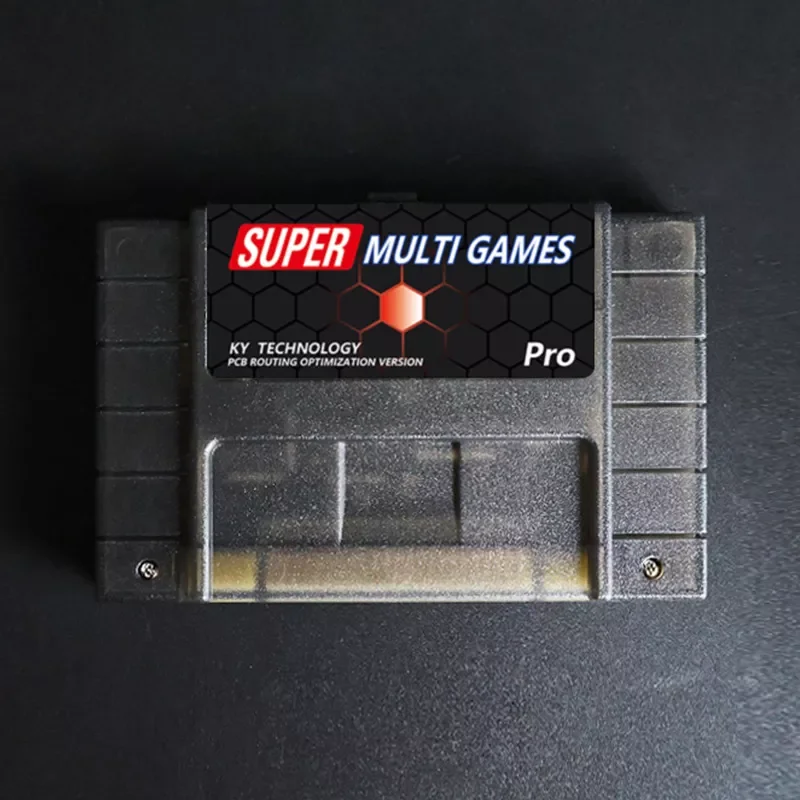 SUPER MULTI GAMES
KY TECHNOLOGY
PCB ROUTING OPTIMIZATION VERSION
Pro